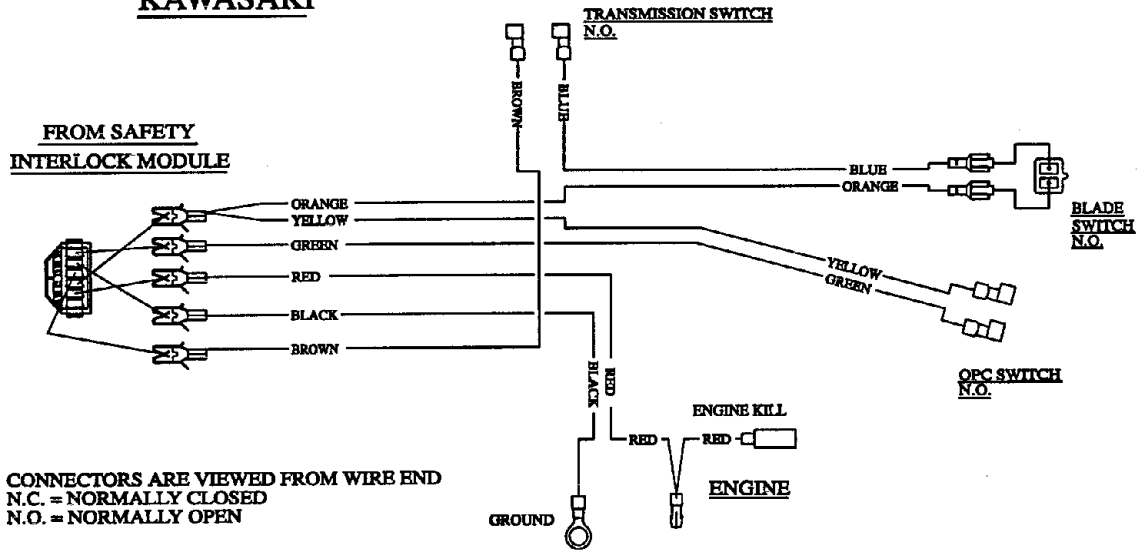 KAWASAKI
TRANSMISSION SWITCH
N.O.
BROWN
BLUE
FROM SAFETY
INTERLOCK MODULE
BLUE
ORANGE
BLADE
SWITCH
N.O.
ORANGE
YELLOW
GREEN
RED
BLACK
BROWN
YELLOW
GREEN
OPC SWITCH
N.O.
BLACK
RED
ENGINE KILL
RED
RED
ENGINE
GROUND
CONNECTORS ARE VIEWED FROM WIRE END
N.C. = NORMALLY CLOSED
N.O. = NORMALLY OPEN